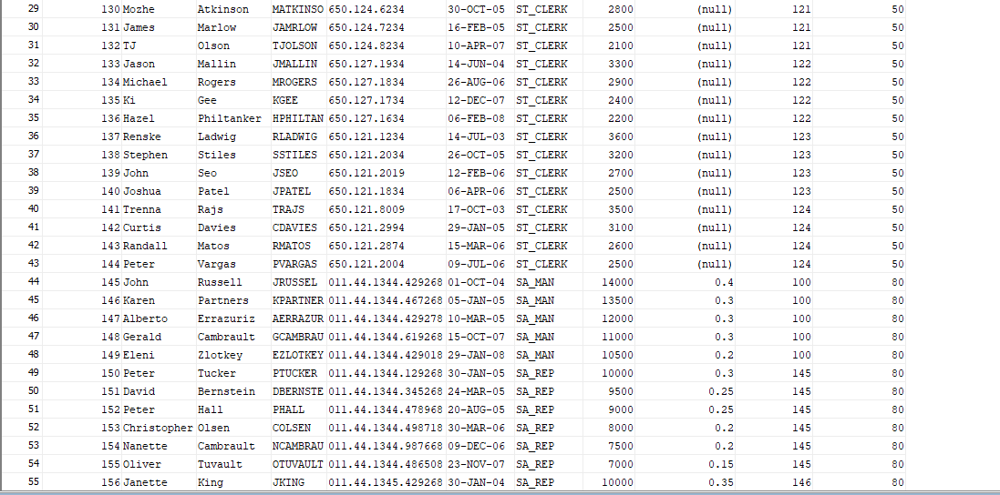 29 130 Mozhe Atkinson MATKINSO 650.124.6234 30-OCT-05 ST_CLERK 2800 (null) 121 50
30 131 James Marlow JAMRLOW 650.124.7234 16-FEB-05 ST_CLERK 2500 (null) 121 50
31 132 TJ Olson TJOLSON 650.124.8234 10-APR-07 ST_CLERK 2100 (null) 121 50
32 133 Jason Mallin JMALLIN 650.127.1934 14-JUN-04 ST_CLERK 3300 (null) 122 50
33 134 Michael Rogers MROGERS 650.127.1834 26-AUG-06 ST_CLERK 2900 (null) 122 50
34 135 Ki Gee KGEE 650.127.1734 12-DEC-07 ST_CLERK 2400 (null) 122 50
35 136 Hazel Philtanker HPHILTAN 650.127.1634 06-FEB-08 ST_CLERK 2200 (null) 122 50
36 137 Renske Ladwig RLADWIG 650.121.1234 14-JUL-03 ST_CLERK 3600 (null) 123 50
37 138 Stephen Stiles SSTILES 650.121.2034 26-OCT-05 ST_CLERK 3200 (null) 123 50
38 139 John Seo JSEO 650.121.2019 12-FEB-06 ST_CLERK 2700 (null) 123 50
39 140 Joshua Patel JPATEL 650.121.1834 06-APR-06 ST_CLERK 2500 (null) 123 50
40 141 Trenna Rajs TRAJS 650.121.8009 17-OCT-03 ST_CLERK 3500 (null) 124 50
41 142 Curtis Davies CDAVIES 650.121.2994 29-JAN-05 ST_CLERK 3100 (null) 124 50
42 143 Randall Matos RMATOS 650.121.2874 15-MAR-06 ST_CLERK 2600 (null) 124 50
43 144 Peter Vargas PVARGAS 650.121.2004 09-JUL-06 ST_CLERK 2500 (null) 124 50
44 145 John Russell JRUSSEL 011.44.1344.429268 01-OCT-04 SA_MAN 14000 0.4 100 80
45 146 Karen Partners KPARTNER 011.44.1344.467268 05-JAN-05 SA_MAN 13500 0.3 100 80
46 147 Alberto Errazuriz AERRAZUR 011.44.1344.429278 10-MAR-05 SA_MAN 12000 0.3 100 80
47 148 Gerald Cambrault GCAMBRAU 011.44.1344.619268 15-OCT-07 SA_MAN 11000 0.3 100 80
48 149 Eleni Zlotkey EZLOTKEY 011.44.1344.429018 29-JAN-08 SA_MAN 10500 0.2 100 80
49 150 Peter Tucker PTUCKER 011.44.1344.129268 30-JAN-05 SA_REP 10000 0.3 145 80
50 151 David Bernstein DBERNSTE 011.44.1344.345268 24-MAR-05 SA_REP 9500 0.25 145 80
51 152 Peter Hall PHALL 011.44.1344.478968 20-AUG-05 SA_REP 9000 0.25 145 80
52 153 Christopher Olsen COLSEN 011.44.1344.498718 30-MAR-06 SA_REP 8000 0.2 145 80
53 154 Nanette Cambrault NCAMBRAU 011.44.1344.987668 09-DEC-06 SA_REP 7500 0.2 145 80
54 155 Oliver Tuvault OTUVAULT 011.44.1344.486508 23-NOV-07 SA_REP 7000 0.15 145 80
55 156 Janette King JKING 011.44.1345.429268 30-JAN-04 SA_REP 10000 0.35 146 80